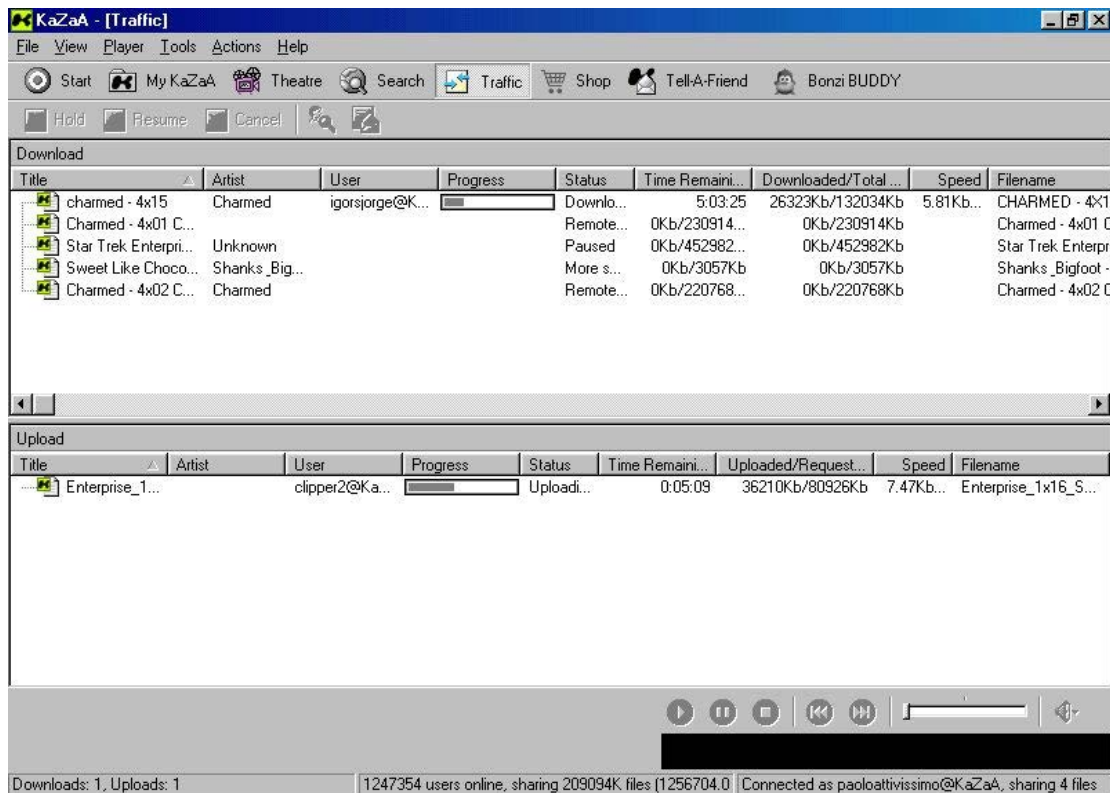 KaZaA - [Traffic]
File View Player Tools Actions Help
Start My KaZaA Theatre Search Traffic Shop Tell-A-Friend Bonzi BUDDY
Hold Resume Cancel
Download
Title Artist User Progress Status Time Remaini... Downloaded/Total ... Speed Filename
charmed - 4x15 Charmed igorsjorge@K... Downlo... 5:03:25 26323Kb/132034Kb 5.81Kb... CHARMED - 4X1
Charmed - 4x01 C... Remote... 0Kb/230914... 0Kb/230914Kb Charmed - 4x01 C
Star Trek Enterpri... Unknown Paused 0Kb/452982... 0Kb/452982Kb Star Trek Enterpr
Sweet Like Choco... Shanks_Big... More s... 0Kb/3057Kb 0Kb/3057Kb Shanks_Bigfoot -
Charmed - 4x02 C... Charmed Remote... 0Kb/220768... 0Kb/220768Kb Charmed - 4x02 C
Upload
Title Artist User Progress Status Time Remaini... Uploaded/Request... Speed Filename
Enterprise_1... clipper2@Ka... Uploadi... 0:05:09 36210Kb/80926Kb 7.47Kb... Enterprise_1x16_S...
Downloads: 1, Uploads: 1 1247354 users online, sharing 209094K files (1256704.0 Connected as paoloattivissimo@KaZaA, sharing 4 files